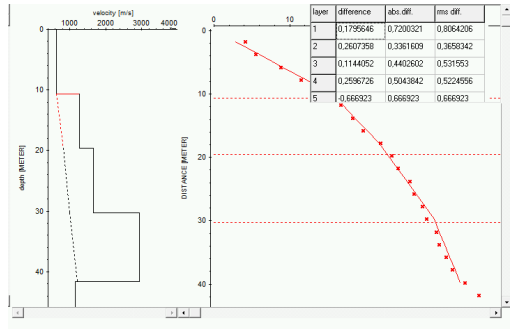 velocity [m/s]
1000 2000 3000 4000
0
10
20
30
40
depth [METER]
0 10
0
10
20
30
40
DISTANCE [METER]
layer difference abs.diff. rms diff.
1 0,1795646 0,7200321 0,8064206
2 0,2607358 0,3361609 0,3658342
3 0,1144052 0,4402602 0,531553
4 0,2596726 0,5043842 0,5224556
5 -0,666923 0,666923 0,666923